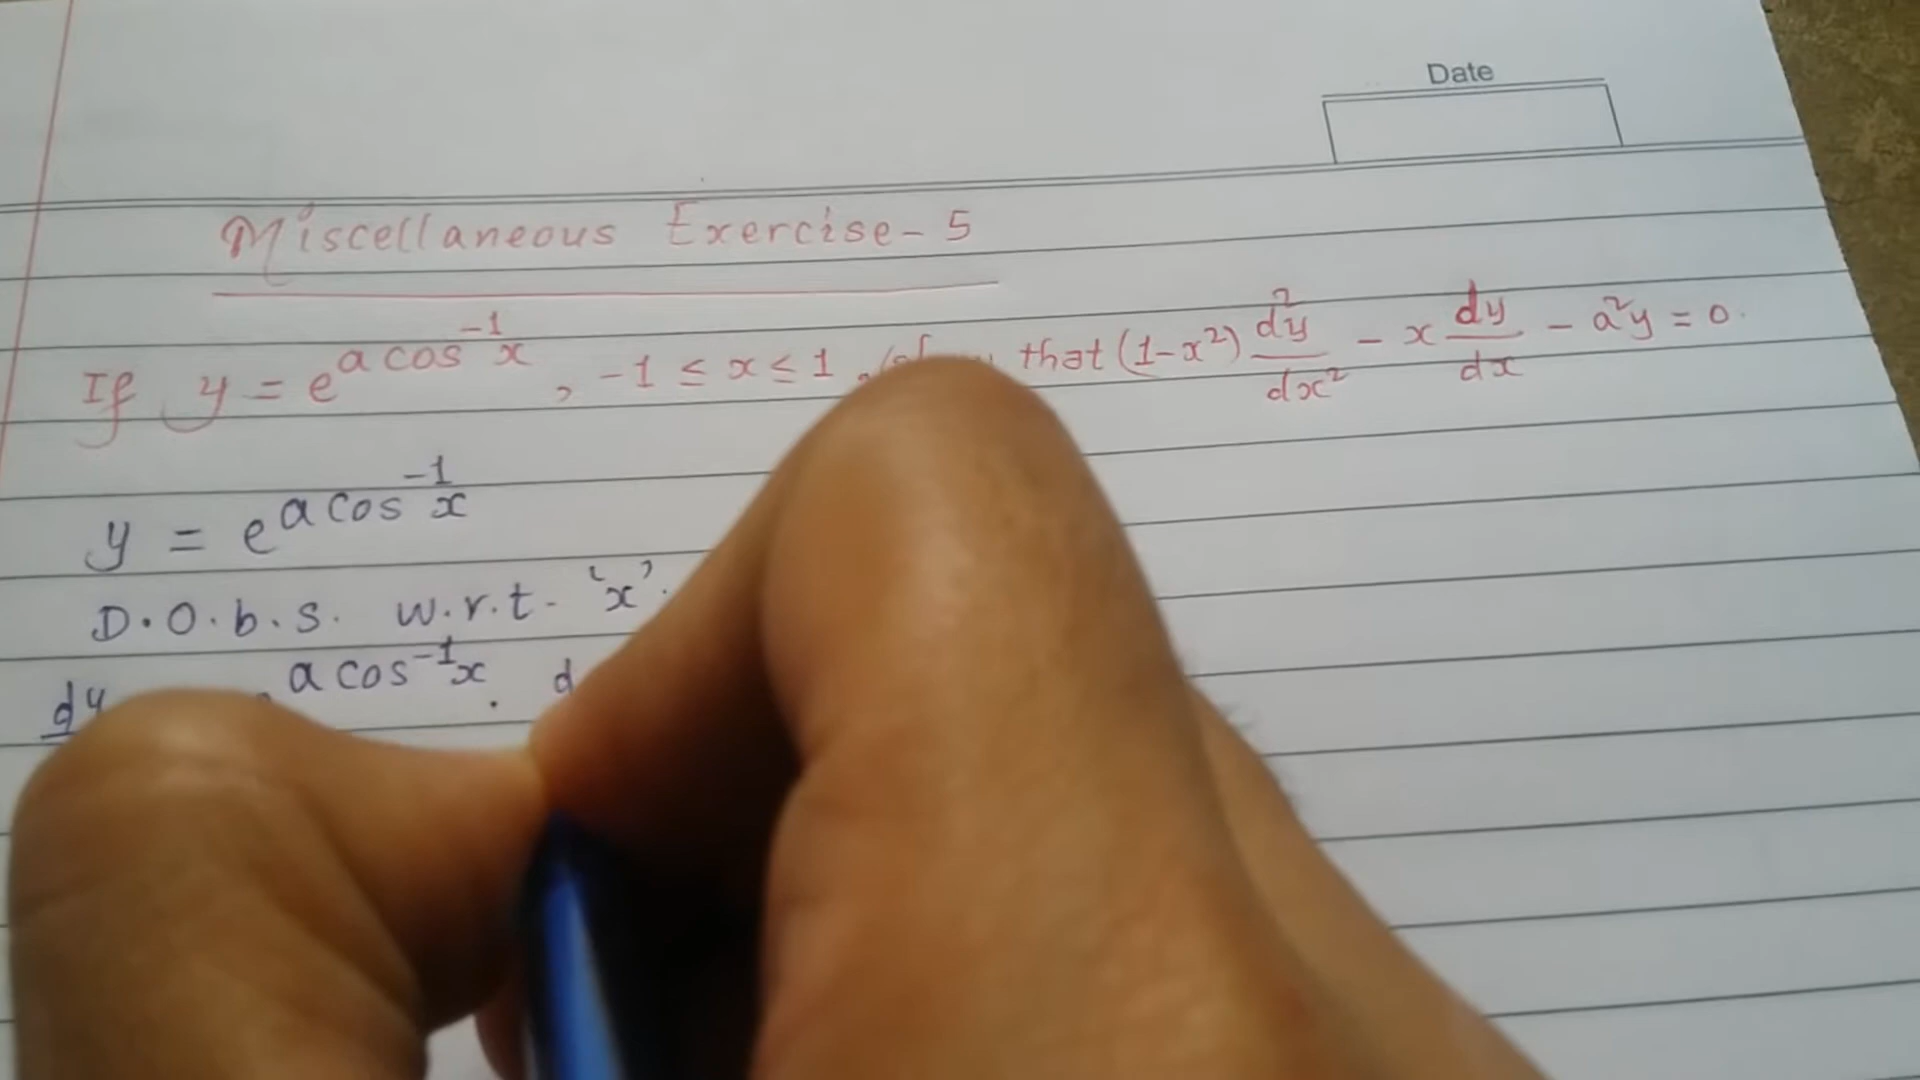 Date
Miscellaneous Exercise-5
If y = e^(a cos^-1 x), -1 ≤ x ≤ 1, that (1-x²) d²y/dx² - x dy/dx - a²y = 0.
y = e^(a cos^-1 x)
D.O.b.s. w.r.t. 'x'.
dy a cos^-1 x . d